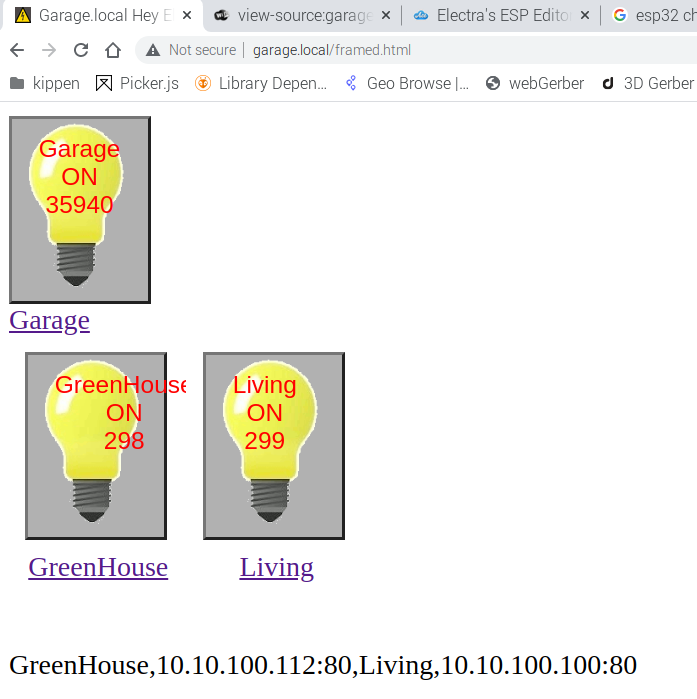 Garage.local Hey E
view-source:garage
Electra's ESP Editor
esp32 ch
Not secure | garage.local/framed.html
kippen
Picker.js
Library Depen...
Geo Browse |...
webGerber
3D Gerber
Garage
ON
35940
Garage
GreenHouse
ON
298
Living
ON
299
GreenHouse
Living
GreenHouse,10.10.100.112:80,Living,10.10.100.100:80